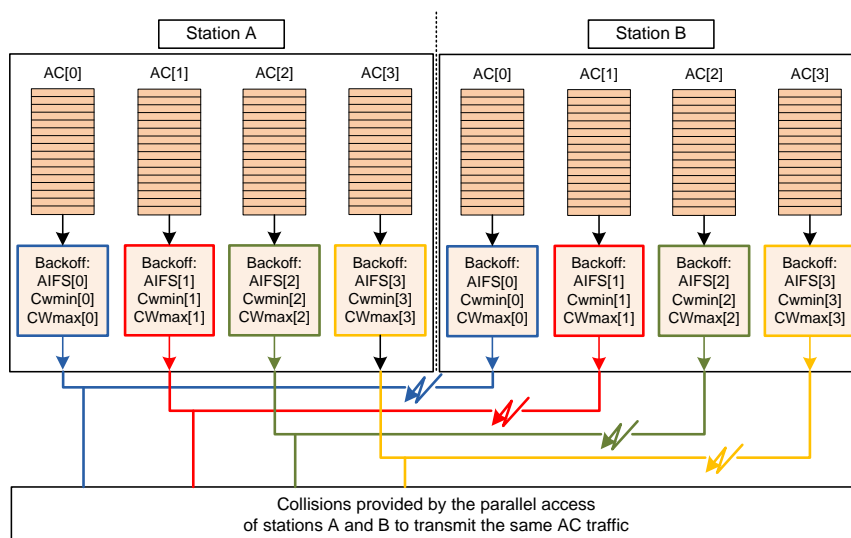 Station A
Station B
AC[0] AC[1] AC[2] AC[3]
AC[0] AC[1] AC[2] AC[3]
Backoff:
AIFS[0]
Cwmin[0]
CWmax[0]
Backoff:
AIFS[1]
Cwmin[1]
CWmax[1]
Backoff:
AIFS[2]
Cwmin[2]
CWmax[2]
Backoff:
AIFS[3]
Cwmin[3]
CWmax[3]
Backoff:
AIFS[0]
Cwmin[0]
CWmax[0]
Backoff:
AIFS[1]
Cwmin[1]
CWmax[1]
Backoff:
AIFS[2]
Cwmin[2]
CWmax[2]
Backoff:
AIFS[3]
Cwmin[3]
CWmax[3]
Collisions provided by the parallel access
of stations A and B to transmit the same AC traffic